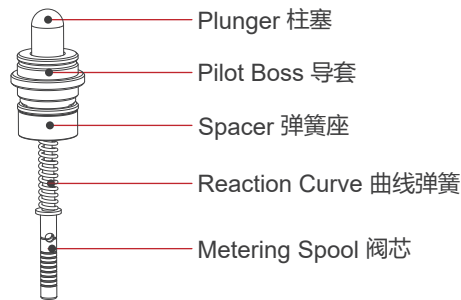 Plunger 柱塞
Pilot Boss 导套
Spacer 弹簧座
Reaction Curve 曲线弹簧
Metering Spool 阀芯